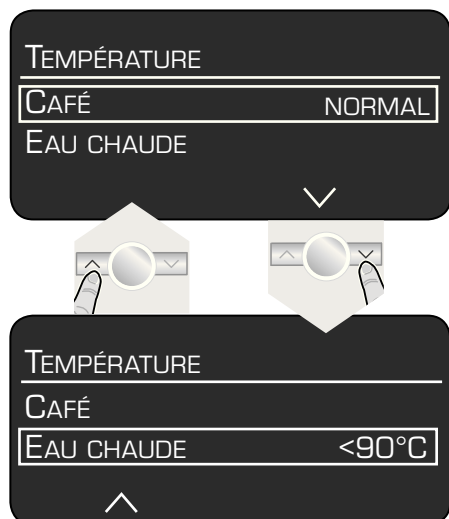 TEMPÉRATURE
CAFÉ NORMAL
EAU CHAUDE
TEMPÉRATURE
CAFÉ
EAU CHAUDE <90°C